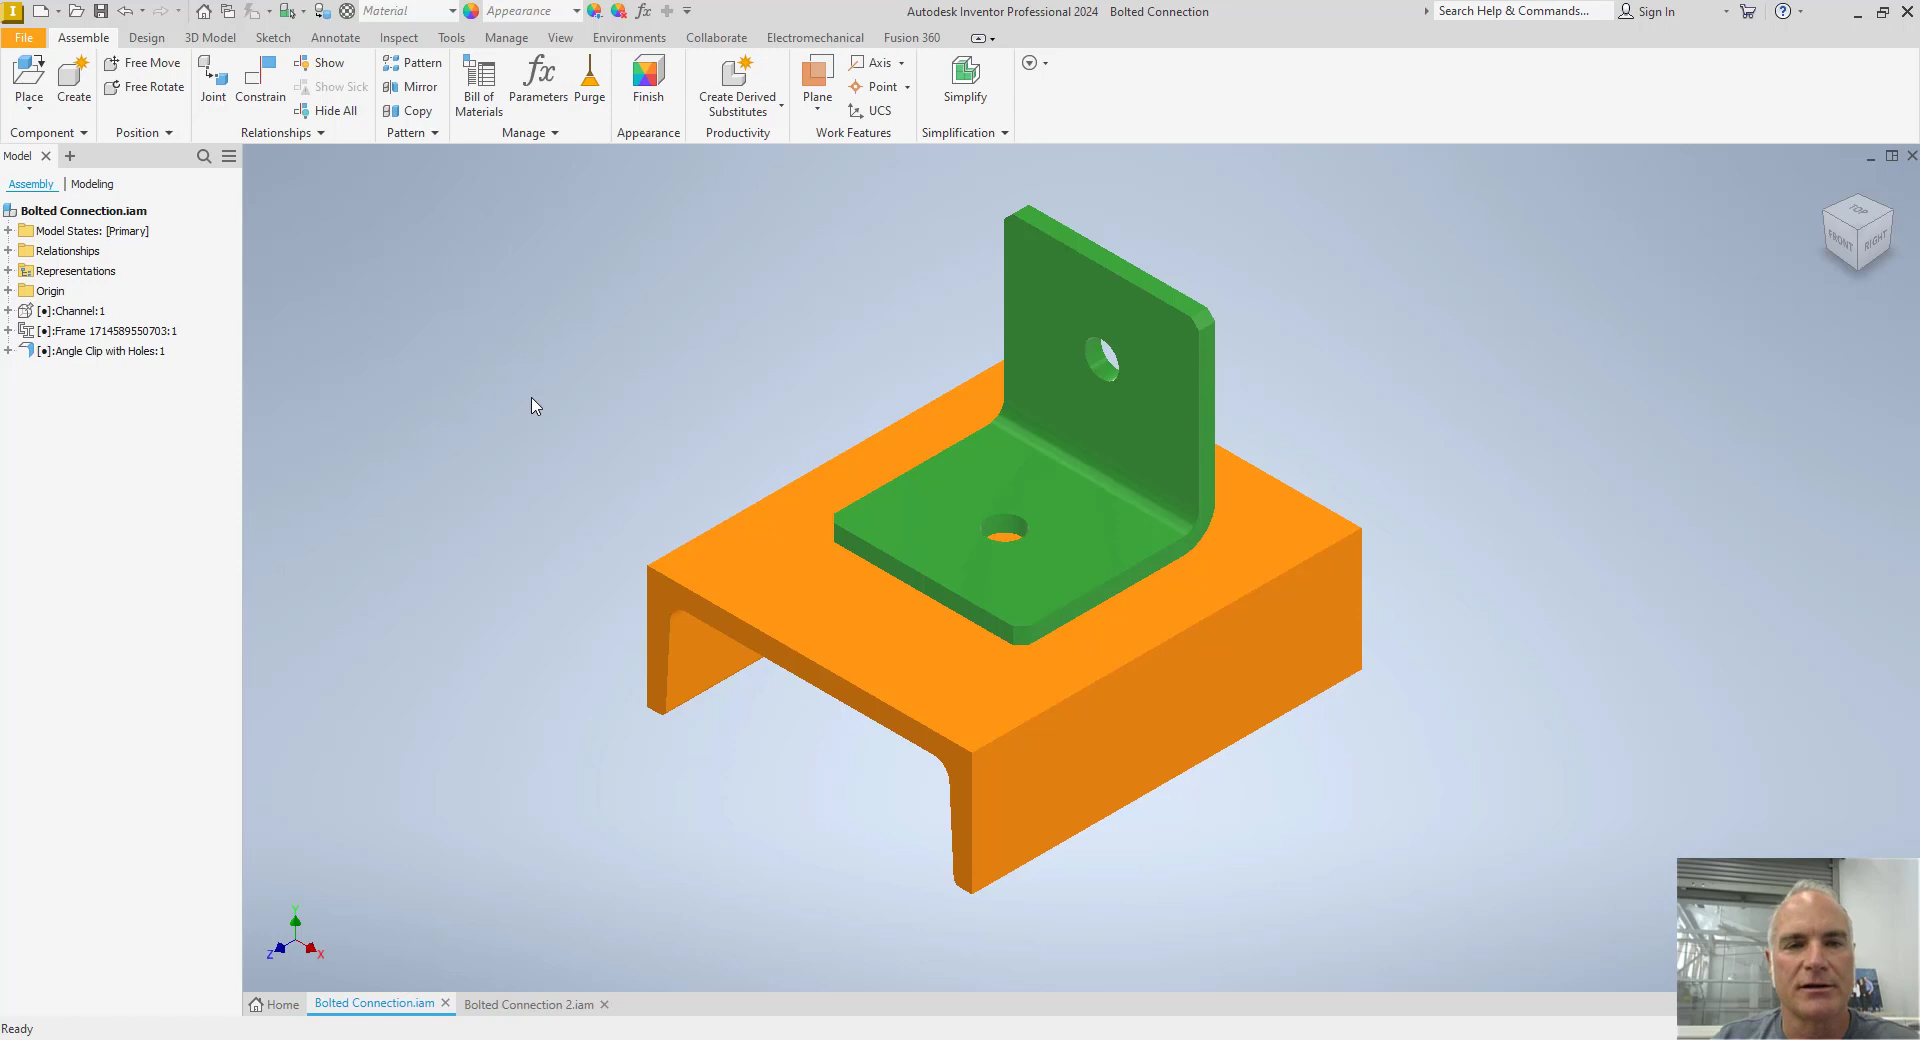 Material
Appearance
fx
Autodesk Inventor Professional 2024 Bolted Connection
Search Help & Commands...
Sign In
File
Assemble
Design
3D Model
Sketch
Annotate
Inspect
Tools
Manage
View
Environments
Collaborate
Electromechanical
Fusion 360
Place
Create
Component
Free Move
Free Rotate
Position
Joint
Constrain
Show
Show Sick
Hide All
Relationships
Pattern
Mirror
Copy
Pattern
Bill of
Materials
fx
Parameters
Purge
Manage
Finish
Appearance
Create Derived
Substitutes
Productivity
Plane
Axis
Point
UCS
Work Features
Simplify
Simplification
Model
Assembly | Modeling
Bolted Connection.iam
Model States: [Primary]
Relationships
Representations
Origin
[●]:Channel:1
[●]:Frame 1714589550703:1
[●]:Angle Clip with Holes:1
TOP
FRONT
RIGHT
Y
Z
X
Home
Bolted Connection.iam
Bolted Connection 2.iam
Ready